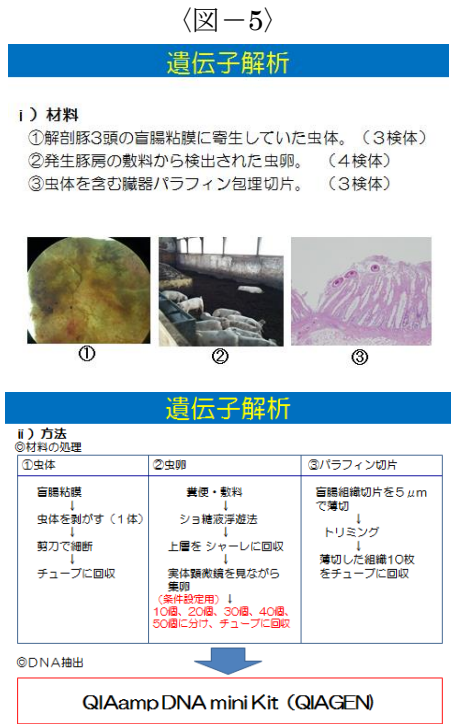 〈図－5〉
遺伝子解析
ⅰ）材料
①解剖豚3頭の盲腸粘膜に寄生していた虫体。（3検体）
②発生豚房の敷料から検出された虫卵。　（4検体）
③虫体を含む臓器パラフィン包埋切片。　（3検体）
①　②　③
遺伝子解析
ⅱ）方法
◎材料の処理
①虫体　②虫卵　③パラフィン切片
盲腸粘膜
↓
虫体を剥がす（1体）
↓
剪刀で細断
↓
チューブに回収
糞便・敷料
↓
ショ糖液浮遊法
↓
上層を シャーレに回収
↓
実体顕微鏡を見ながら
集卵
（条件設定用）↓
10個、20個、30個、40個、
50個に分け、チューブに回収
盲腸組織切片を5μm
で薄切
↓
トリミング
↓
薄切した組織10枚
をチューブに回収
◎DNA抽出
QIAamp DNA mini Kit（QIAGEN）